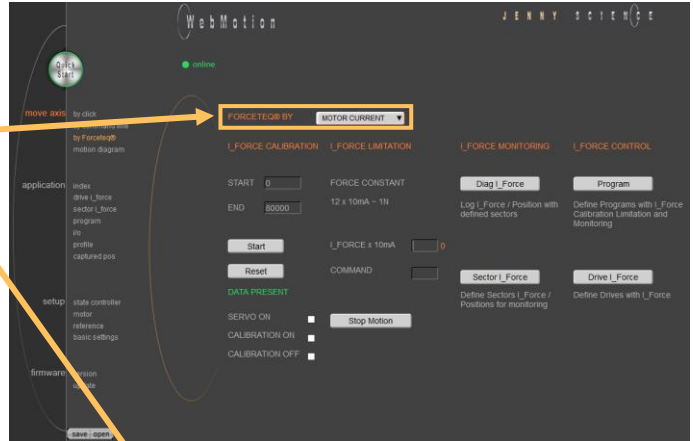 WebMotion
JENNY SCIENCE
Quick
Start
online
move axis
by click
by command line
by Forceteq®
motion diagram
application
index
drive i_force
sector i_force
program
i/o
profile
captured pos
setup
state controller
motor
reference
basic settings
firmware
version
update
save open
FORCETEQ® BY MOTOR CURRENT
I_FORCE CALIBRATION
START 0
END 80000
Start
Reset
DATA PRESENT
SERVO ON
CALIBRATION ON
CALIBRATION OFF
I_FORCE LIMITATION
FORCE CONSTANT
12 x 10mA ~ 1N
I_FORCE x 10mA 0
COMMAND
Stop Motion
I_FORCE MONITORING
Diag I_Force
Log I_Force / Position with
defined sectors
Sector I_Force
Define Sectors I_Force /
Positions for monitoring
I_FORCE CONTROL
Program
Define Programs with I_Force
Calibration Limitation and
Monitoring
Drive I_Force
Define Drives with I_Force